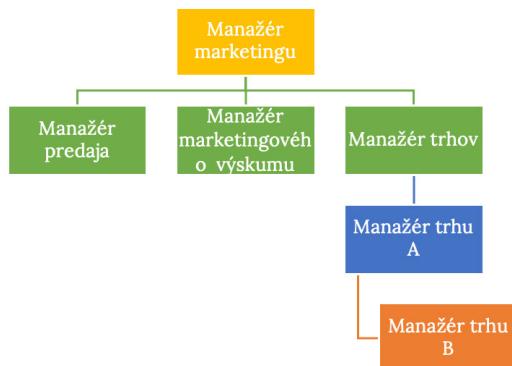 Manažér
marketingu
Manažér
predaja
Manažér
marketingovéh
o výskumu
Manažér trhov
Manažér trhu
A
Manažér trhu
B